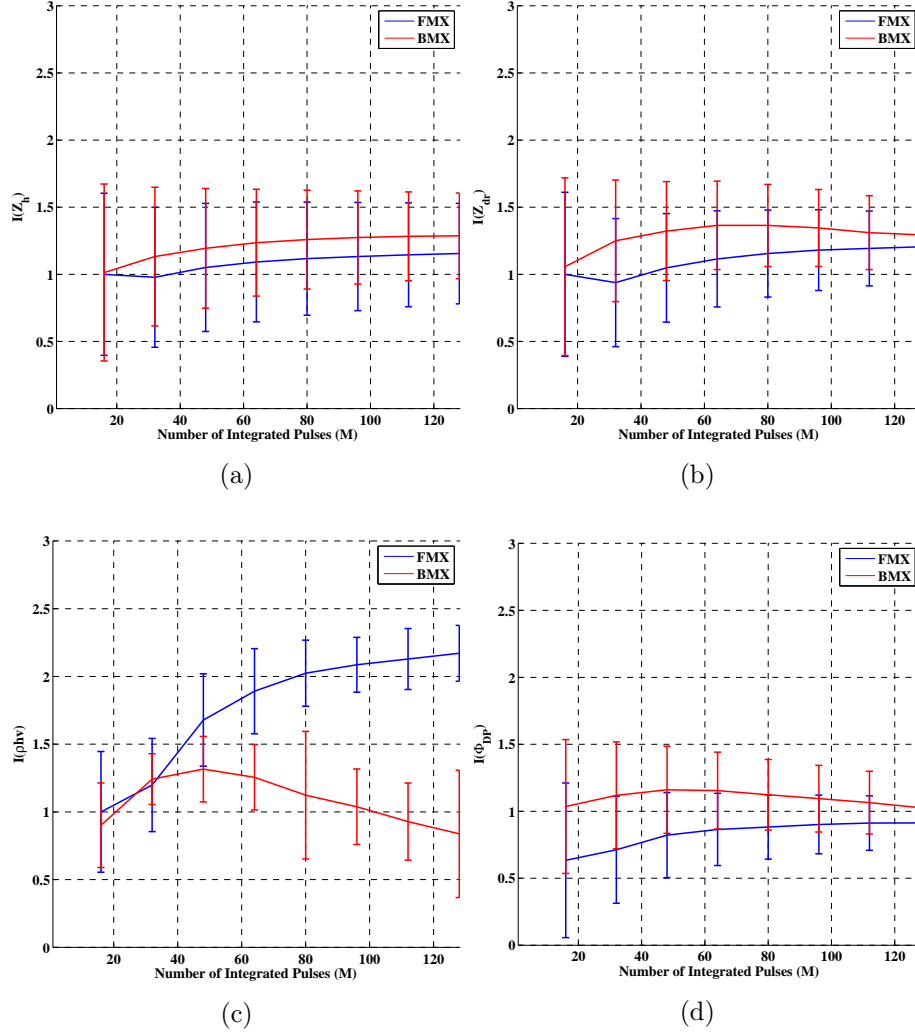 3
2.5
2
1.5
1
0.5
0
I(Z_h)
FMX
BMX
20 40 60 80 100 120
Number of Integrated Pulses (M)
(a)
3
2.5
2
1.5
1
0.5
0
I(Z_dr)
FMX
BMX
20 40 60 80 100 120
Number of Integrated Pulses (M)
(b)
3
2.5
2
1.5
1
0.5
0
I(ρhv)
FMX
BMX
20 40 60 80 100 120
Number of Integrated Pulses (M)
(c)
3
2.5
2
1.5
1
0.5
0
I(Φ_DP)
FMX
BMX
20 40 60 80 100 120
Number of Integrated Pulses (M)
(d)